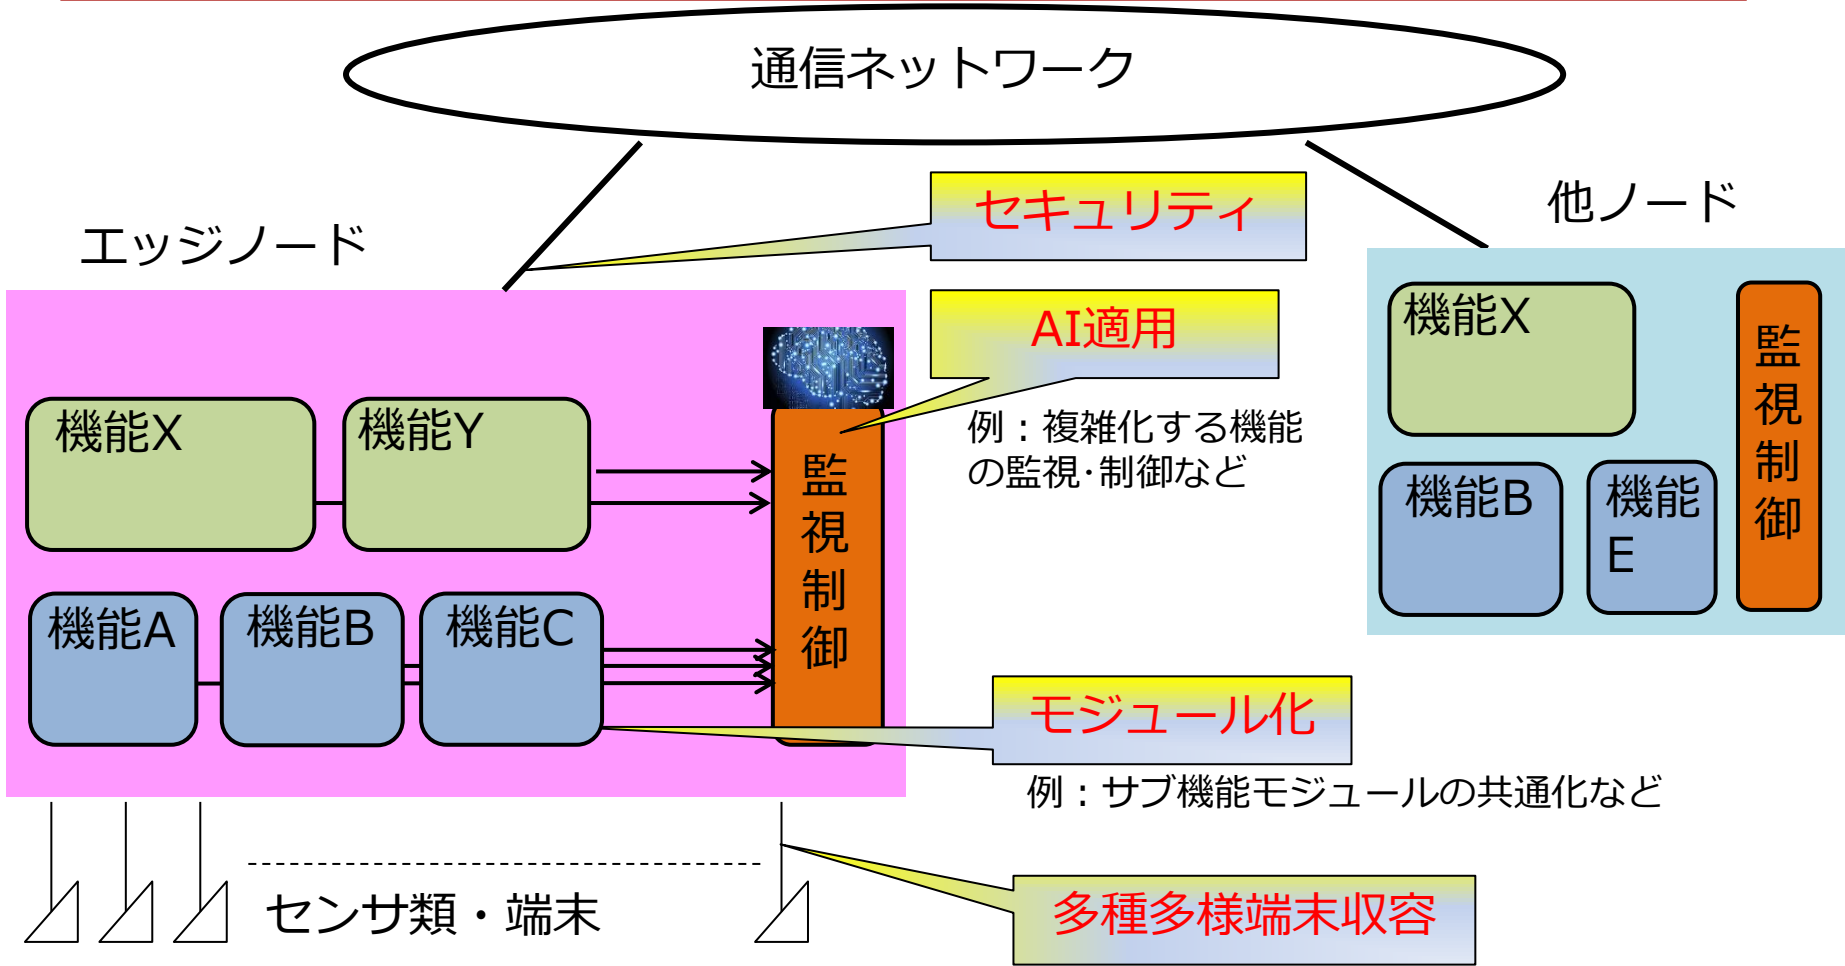 通信ネットワーク
セキュリティ
他ノード
エッジノード
AI適用
例：複雑化する機能
の監視･制御など
機能X
機能Y
監視制御
機能A
機能B
機能C
機能X
機能B
機能
E
監視制御
モジュール化
例：サブ機能モジュールの共通化など
センサ類・端末
多種多様端末収容